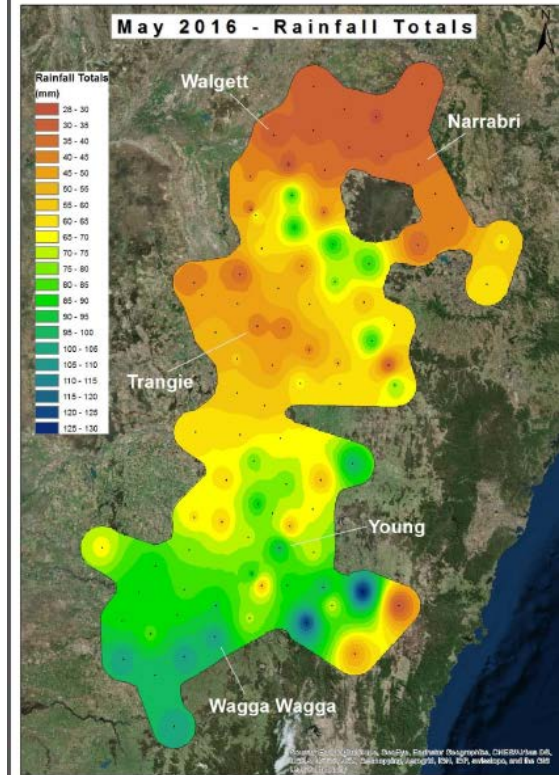 May 2016 - Rainfall Totals
N
Rainfall Totals
(mm)
28 - 30
30 - 35
35 - 40
40 - 45
45 - 50
50 - 55
55 - 60
60 - 65
65 - 70
70 - 75
75 - 80
80 - 85
85 - 90
90 - 95
95 - 100
100 - 105
105 - 110
110 - 115
115 - 120
120 - 125
125 - 130
Walgett
Narrabri
Trangie
Young
Wagga Wagga